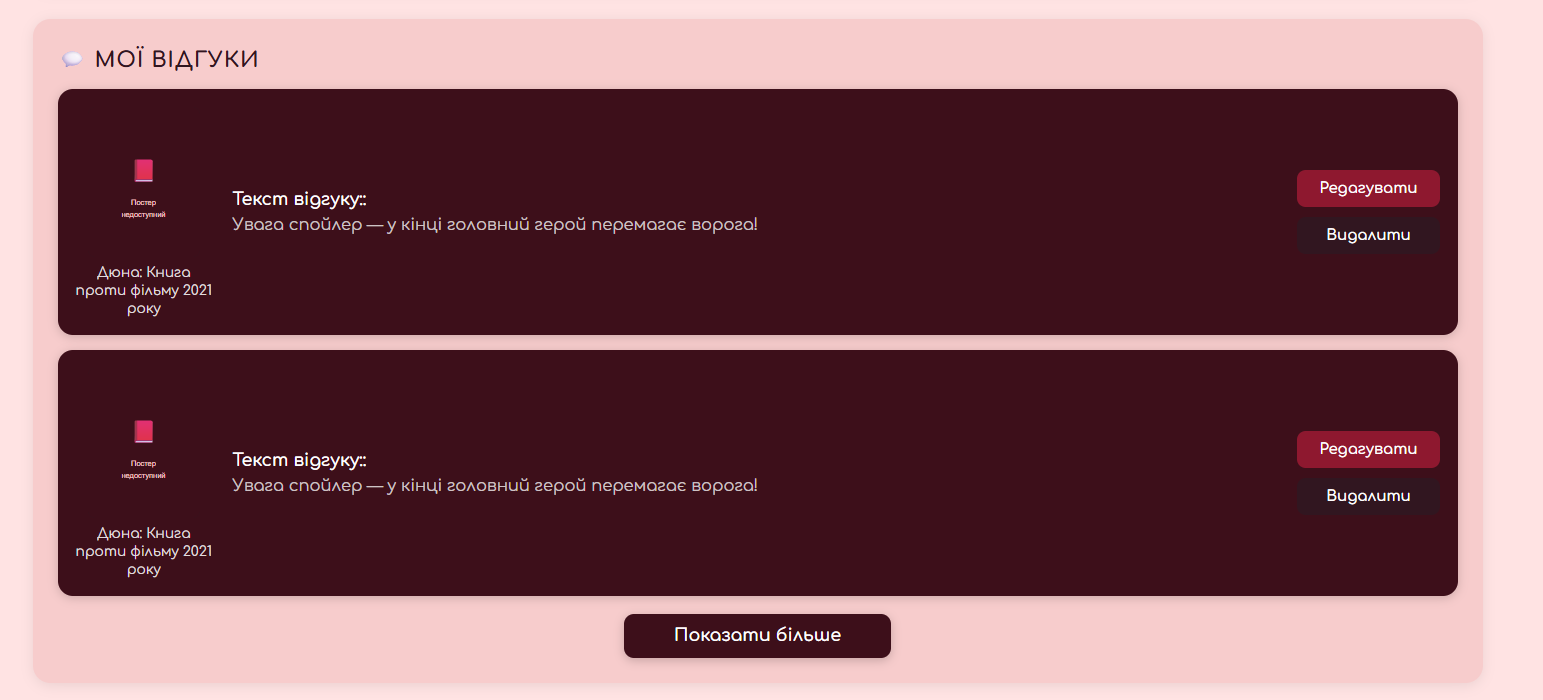 МОЇ ВІДГУКИ
Постер
недоступний
Дюна: Книга
проти фільму 2021
року
Текст відгуку::
Увага спойлер — у кінці головний герой перемагає ворога!
Редагувати
Видалити
Постер
недоступний
Дюна: Книга
проти фільму 2021
року
Текст відгуку::
Увага спойлер — у кінці головний герой перемагає ворога!
Редагувати
Видалити
Показати більше